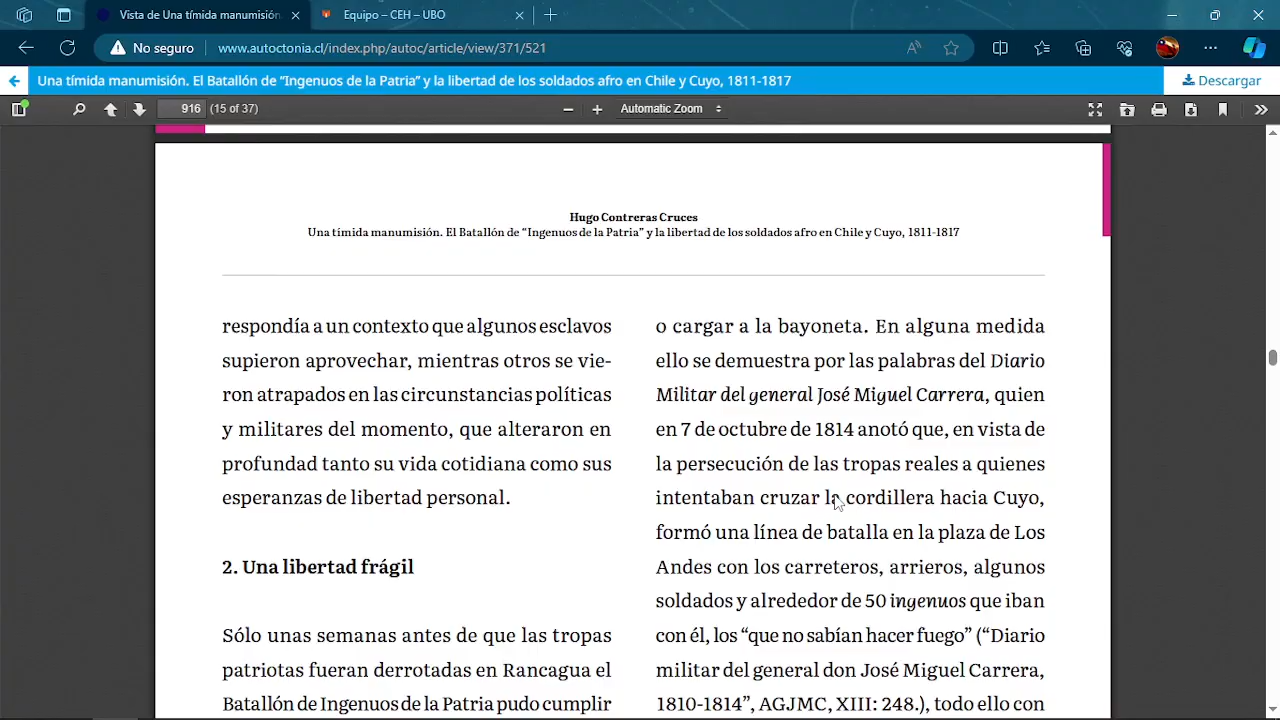 Vista de Una tímida manumisión
Equipo – CEH – UBO
No seguro
www.autoctonia.cl/index.php/autoc/article/view/371/521
Una tímida manumisión. El Batallón de "Ingenuos de la Patria" y la libertad de los soldados afro en Chile y Cuyo, 1811-1817
Descargar
916 (15 of 37)
Automatic Zoom
Hugo Contreras Cruces
Una tímida manumisión. El Batallón de “Ingenuos de la Patria” y la libertad de los soldados afro en Chile y Cuyo, 1811-1817
respondía a un contexto que algunos esclavos
supieron aprovechar, mientras otros se vie-
ron atrapados en las circunstancias políticas
y militares del momento, que alteraron en
profundad tanto su vida cotidiana como sus
esperanzas de libertad personal.
2. Una libertad frágil
Sólo unas semanas antes de que las tropas
patriotas fueran derrotadas en Rancagua el
Batallón de Ingenuos de la Patria pudo cumplir
o cargar a la bayoneta. En alguna medida
ello se demuestra por las palabras del Diario
Militar del general José Miguel Carrera, quien
en 7 de octubre de 1814 anotó que, en vista de
la persecución de las tropas reales a quienes
intentaban cruzar la cordillera hacia Cuyo,
formó una línea de batalla en la plaza de Los
Andes con los carreteros, arrieros, algunos
soldados y alrededor de 50 ingenuos que iban
con él, los “que no sabían hacer fuego” (“Diario
militar del general don José Miguel Carrera,
1810-1814”, AGJMC, XIII: 248.), todo ello con